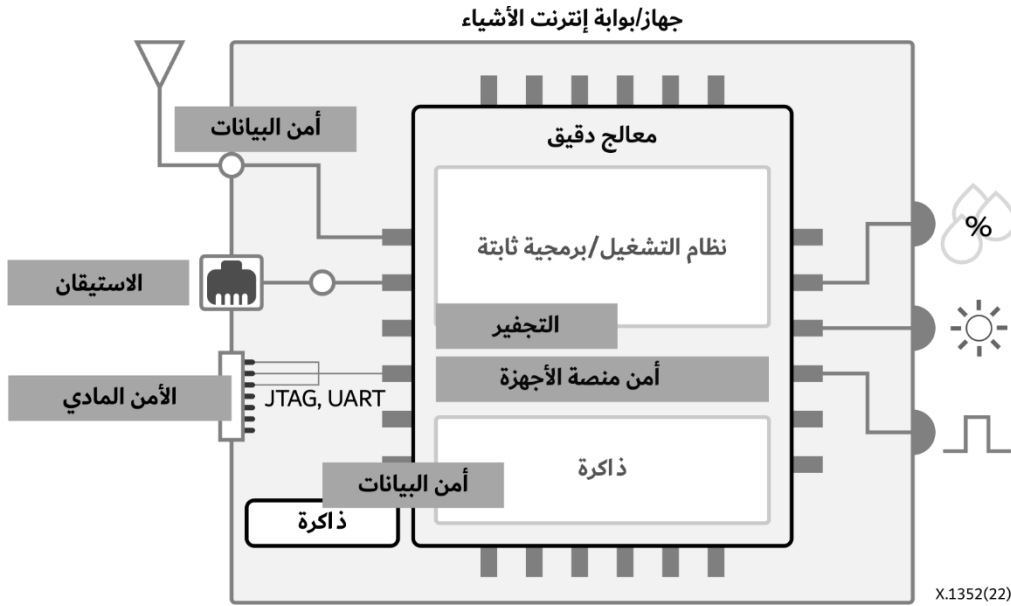 جهاز/بوابة إنترنت الأشياء
أمن البيانات
معالج دقيق
نظام التشغيل/برمجية ثابتة
%
الاستيقان
التجفير
أمن منصة الأجهزة
الأمن المادي
JTAG, UART
ذاكرة
أمن البيانات
ذاكرة
X.1352(22)